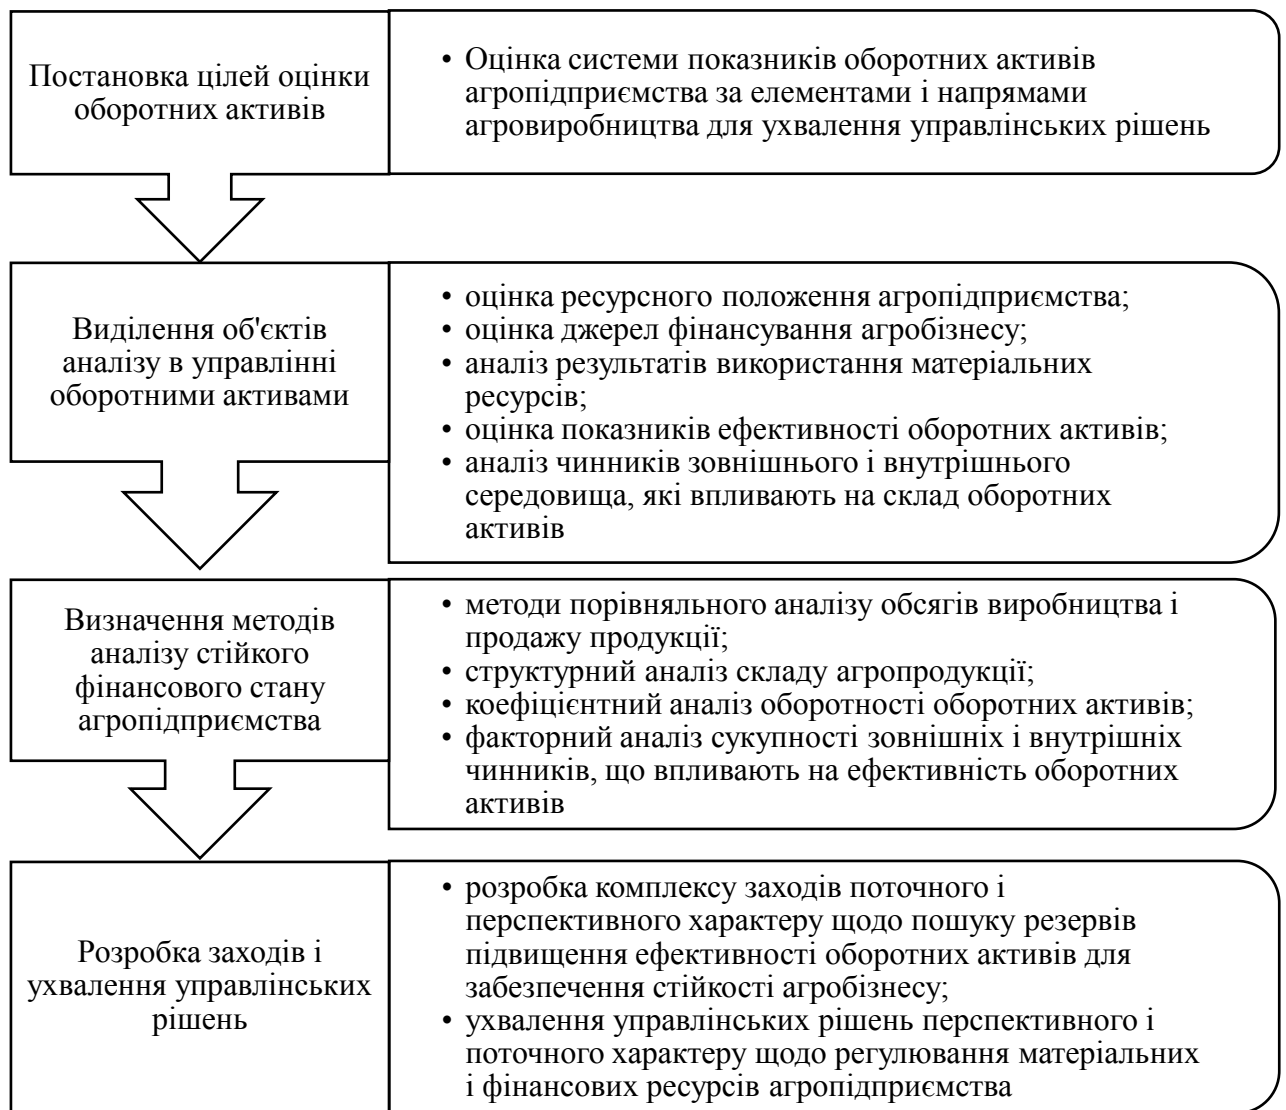 Постановка цілей оцінки
оборотних активів
• Оцінка системи показників оборотних активів
агропідприємства за елементами і напрямами
агровиробництва для ухвалення управлінських рішень
Виділення об'єктів
аналізу в управлінні
оборотними активами
• оцінка ресурсного положення агропідприємства;
• оцінка джерел фінансування агробізнесу;
• аналіз результатів використання матеріальних
ресурсів;
• оцінка показників ефективності оборотних активів;
• аналіз чинників зовнішнього і внутрішнього
середовища, які впливають на склад оборотних
активів
Визначення методів
аналізу стійкого
фінансового стану
агропідприємства
• методи порівняльного аналізу обсягів виробництва і
продажу продукції;
• структурний аналіз складу агропродукції;
• коефіцієнтний аналіз оборотності оборотних активів;
• факторний аналіз сукупності зовнішніх і внутрішніх
чинників, що впливають на ефективність оборотних
активів
Розробка заходів і
ухвалення управлінських
рішень
• розробка комплексу заходів поточного і
перспективного характеру щодо пошуку резервів
підвищення ефективності оборотних активів для
забезпечення стійкості агробізнесу;
• ухвалення управлінських рішень перспективного і
поточного характеру щодо регулювання матеріальних
і фінансових ресурсів агропідприємства